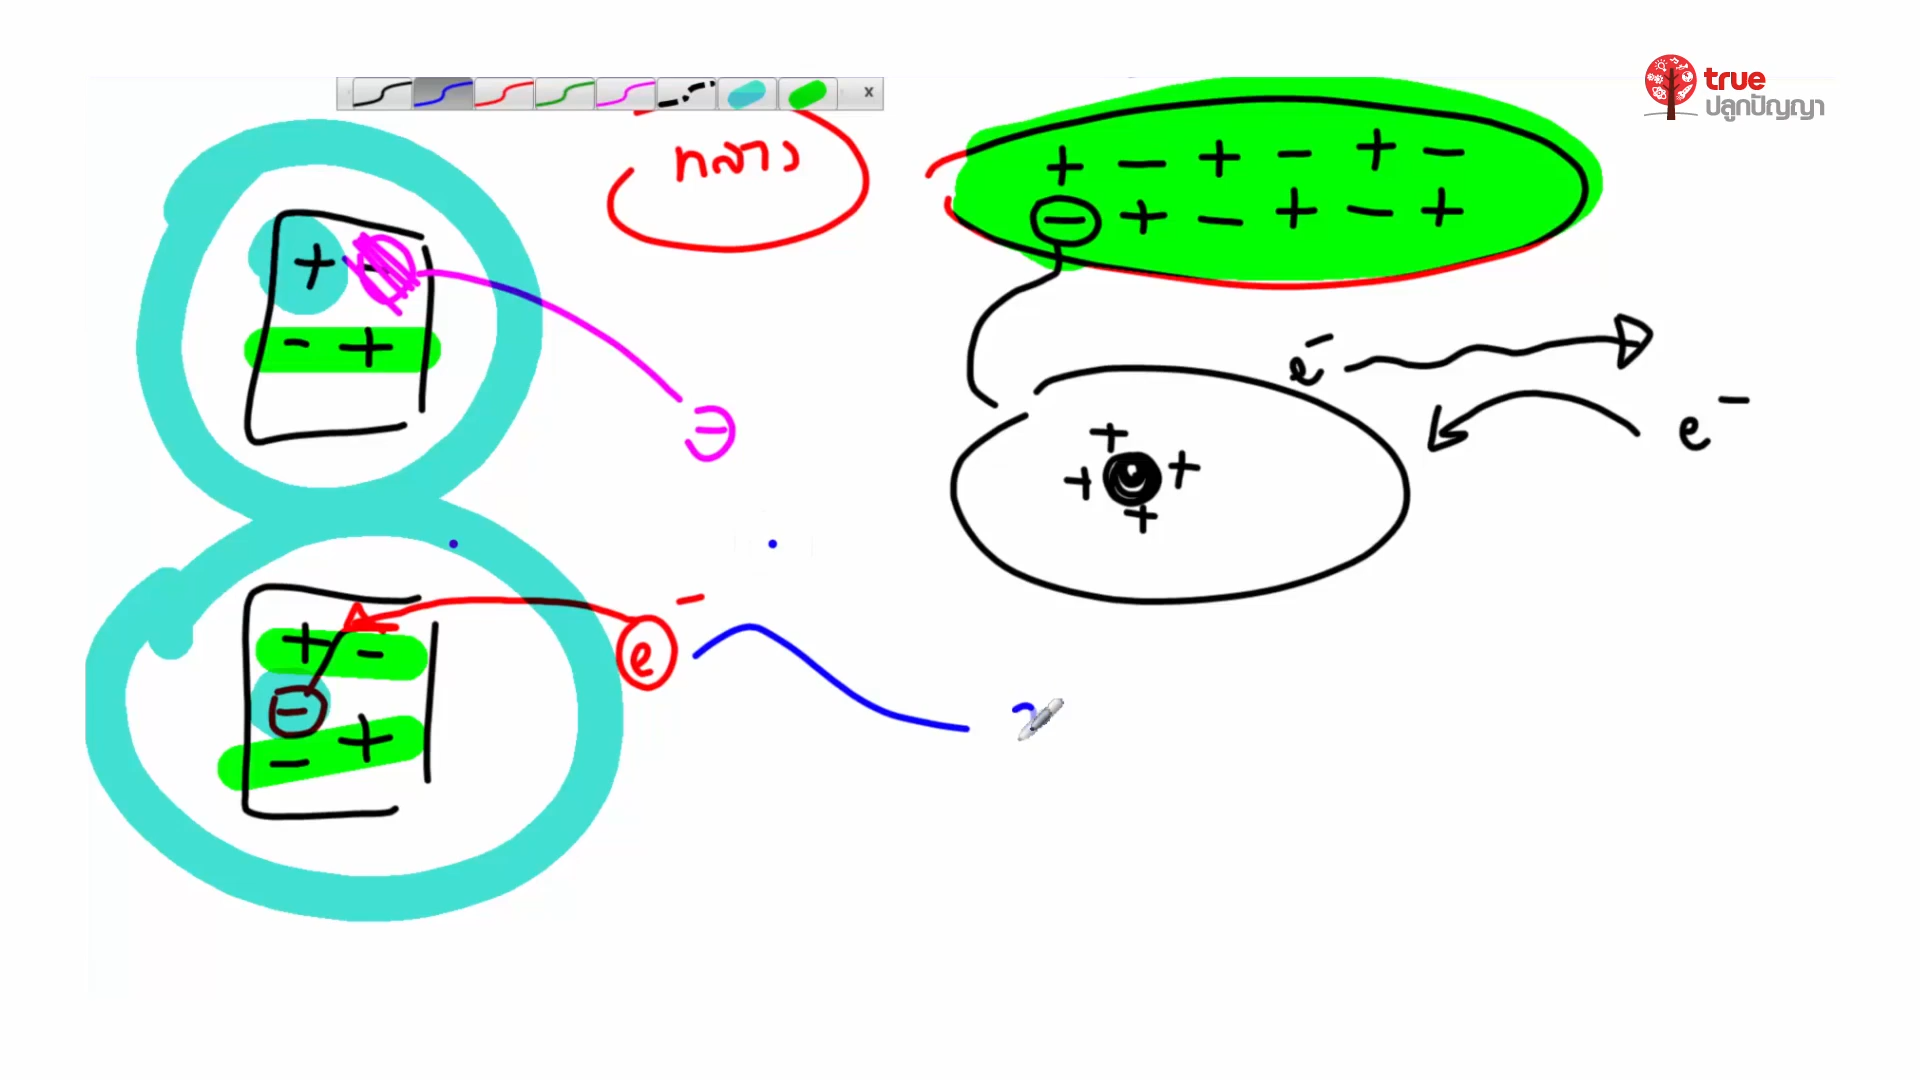 true
ปลูกปัญญา
x
กลาง
+ − + − + −
− + − + − +
+ -
- +
−
e−
e−
+
+ +
+
e−
+ −
−
− +